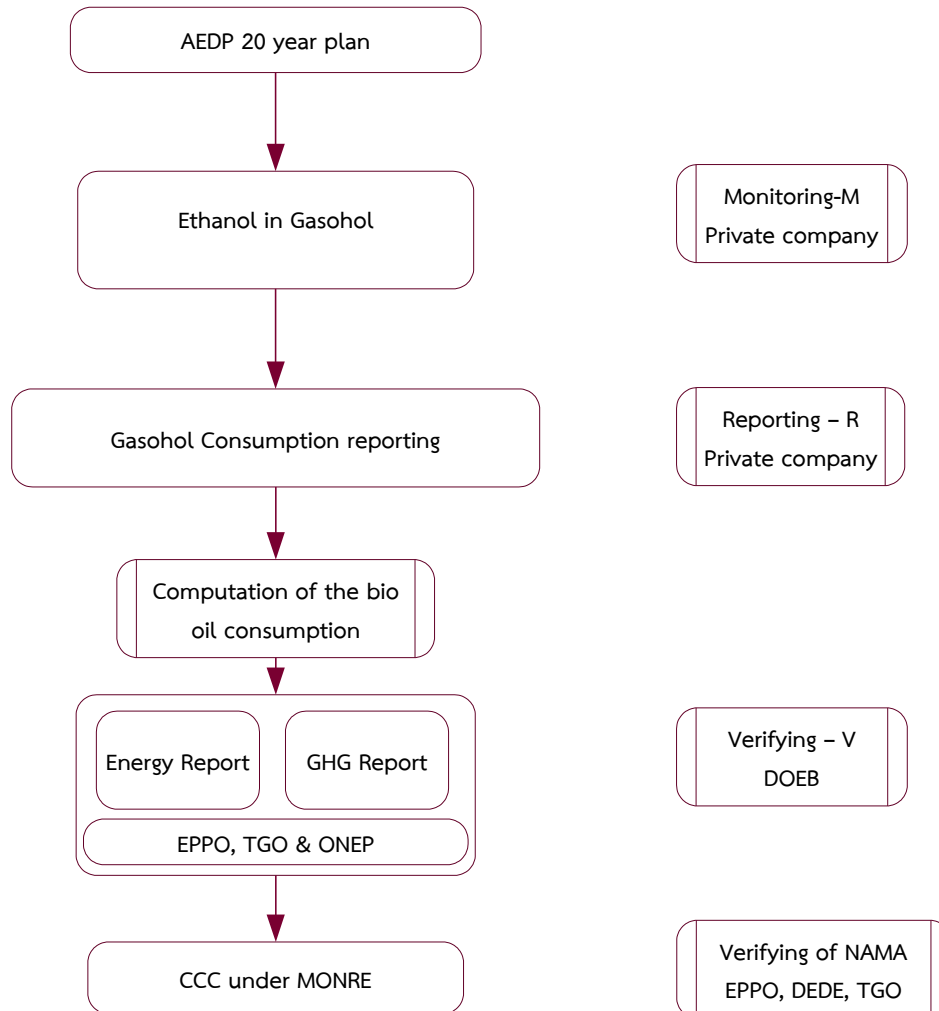 AEDP 20 year plan
Ethanol in Gasohol
Monitoring-M
Private company
Gasohol Consumption reporting
Reporting – R
Private company
Computation of the bio
oil consumption
Energy Report
GHG Report
EPPO, TGO & ONEP
Verifying – V
DOEB
CCC under MONRE
Verifying of NAMA
EPPO, DEDE, TGO